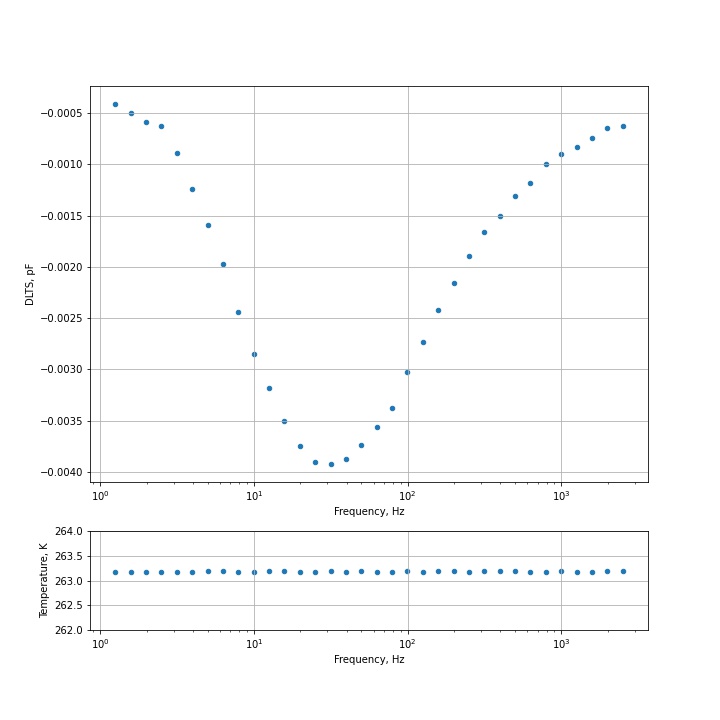 −0.0005
−0.0010
−0.0015
−0.0020
−0.0025
−0.0030
−0.0035
−0.0040
DLTS, pF
10⁰ 10¹ 10² 10³
Frequency, Hz
264.0
263.5
263.0
262.5
262.0
Temperature, K
10⁰ 10¹ 10² 10³
Frequency, Hz